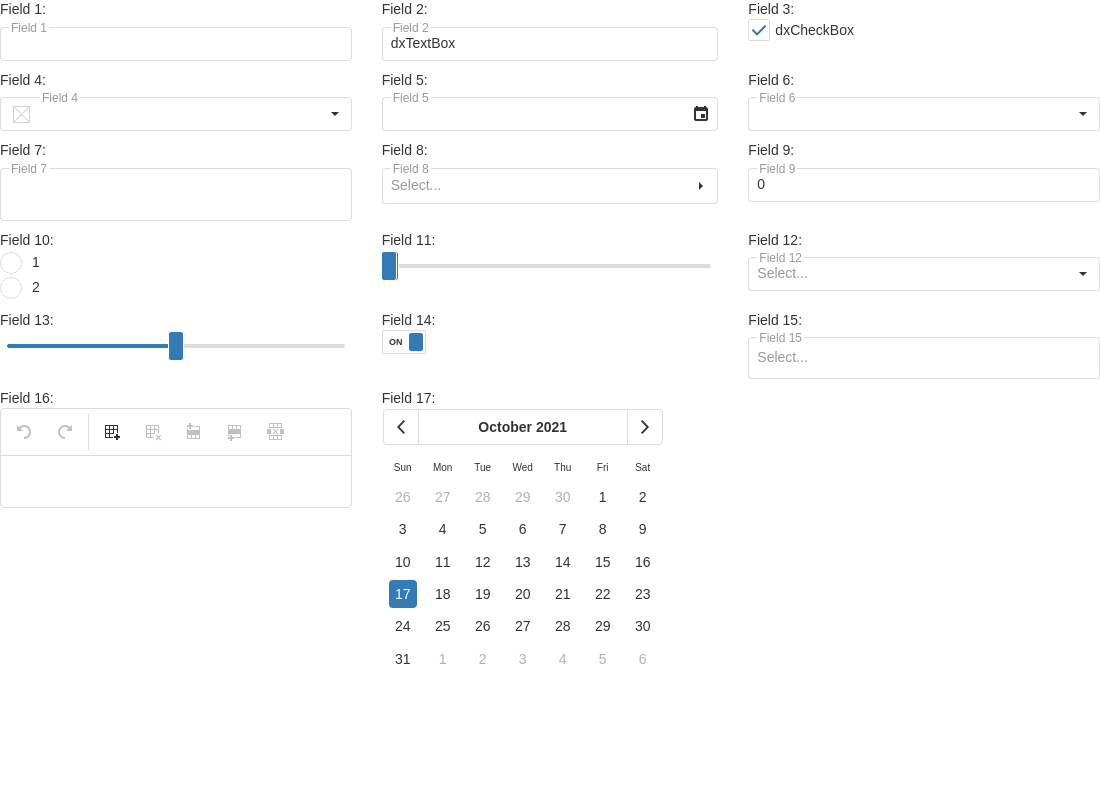 Field 1:
Field 1
Field 2:
Field 2
dxTextBox
Field 3:
dxCheckBox
Field 4:
Field 4
Field 5:
Field 5
Field 6:
Field 6
Field 7:
Field 7
Field 8:
Field 8
Select...
Field 9:
Field 9
0
Field 10:
1
2
Field 11:
Field 12:
Field 12
Select...
Field 13:
Field 14:
ON
Field 15:
Field 15
Select...
Field 16:
Field 17:
October 2021
Sun Mon Tue Wed Thu Fri Sat
26 27 28 29 30 1 2
3 4 5 6 7 8 9
10 11 12 13 14 15 16
17 18 19 20 21 22 23
24 25 26 27 28 29 30
31 1 2 3 4 5 6